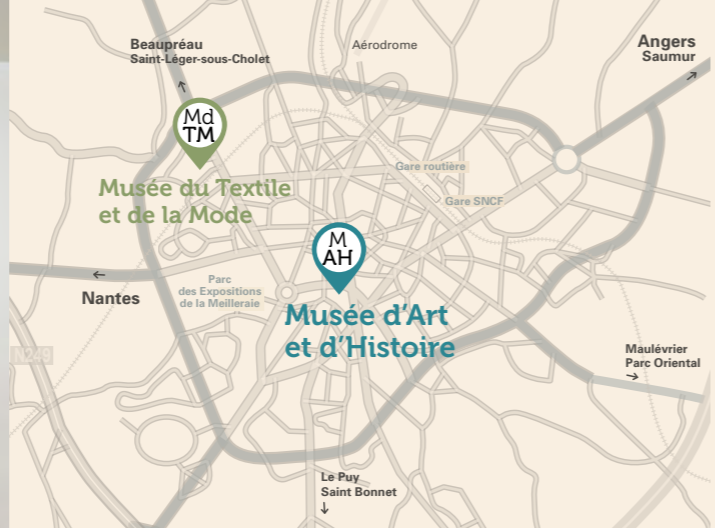 Beaupréau
Saint-Léger-sous-Cholet
Aérodrome
Angers
Saumur
Md
TM
Musée du Textile
et de la Mode
Gare routière
Gare SNCF
M
AH
Parc
des Expositions
de la Meilleraie
Nantes
Musée d'Art
et d'Histoire
N249
Maulévrier
Parc Oriental
Le Puy
Saint Bonnet